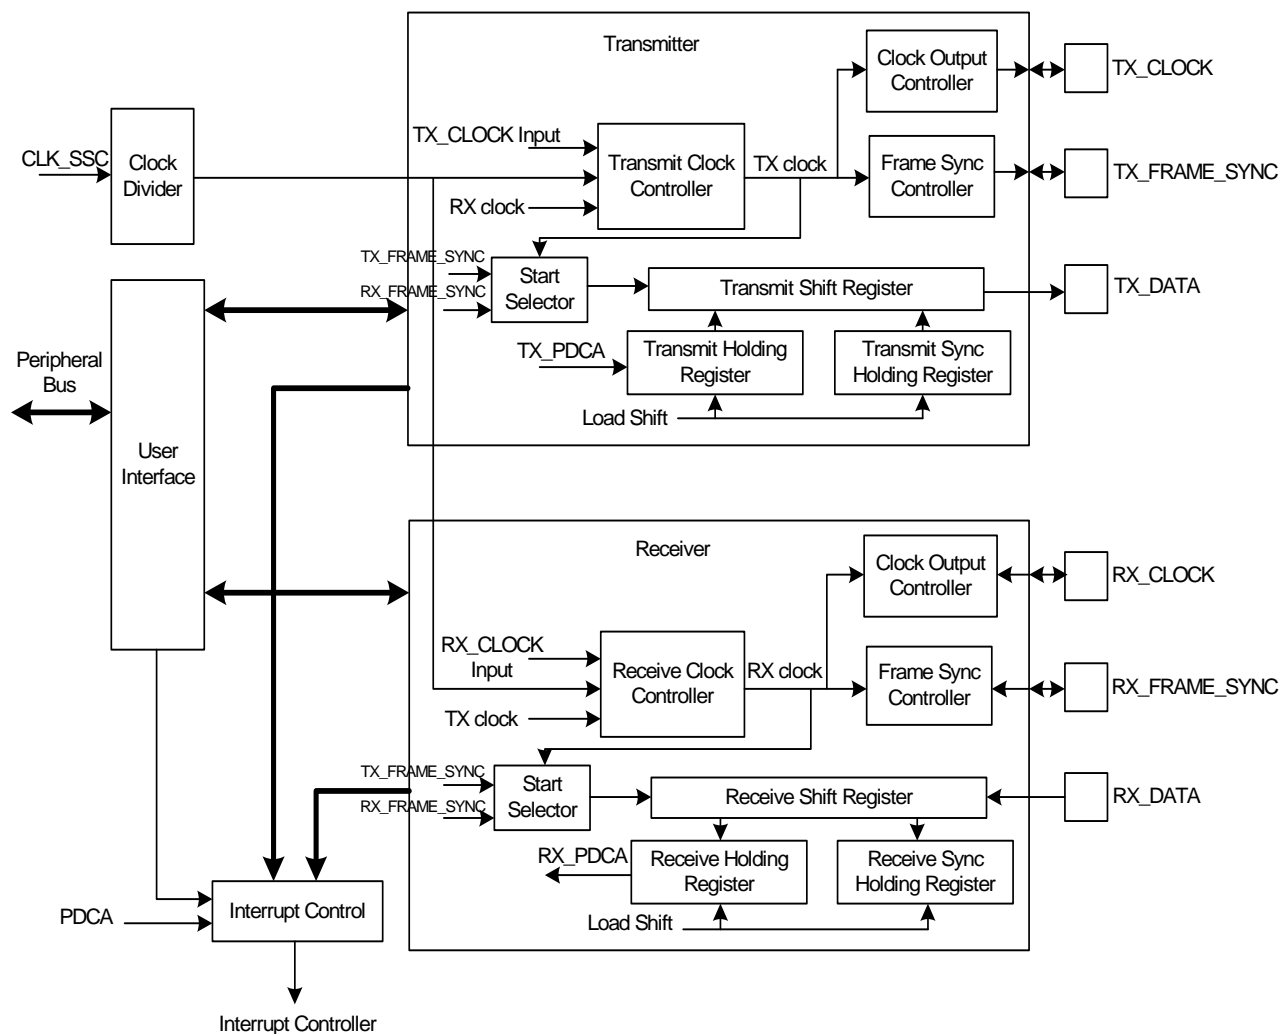 Transmitter
Clock Output
Controller
TX_CLOCK
CLK_SSC
Clock
Divider
TX_CLOCK Input
Transmit Clock
Controller
RX clock
TX clock
Frame Sync
Controller
TX_FRAME_SYNC
TX_FRAME_SYNC
RX_FRAME_SYNC
Start
Selector
Transmit Shift Register
TX_DATA
TX_PDCA
Transmit Holding
Register
Transmit Sync
Holding Register
Load Shift
Peripheral
Bus
User
Interface
Receiver
Clock Output
Controller
RX_CLOCK
RX_CLOCK
Input
Receive Clock
Controller
TX clock
RX clock
Frame Sync
Controller
RX_FRAME_SYNC
TX_FRAME_SYNC
RX_FRAME_SYNC
Start
Selector
Receive Shift Register
RX_DATA
RX_PDCA
Receive Holding
Register
Receive Sync
Holding Register
Load Shift
PDCA
Interrupt Control
Interrupt Controller